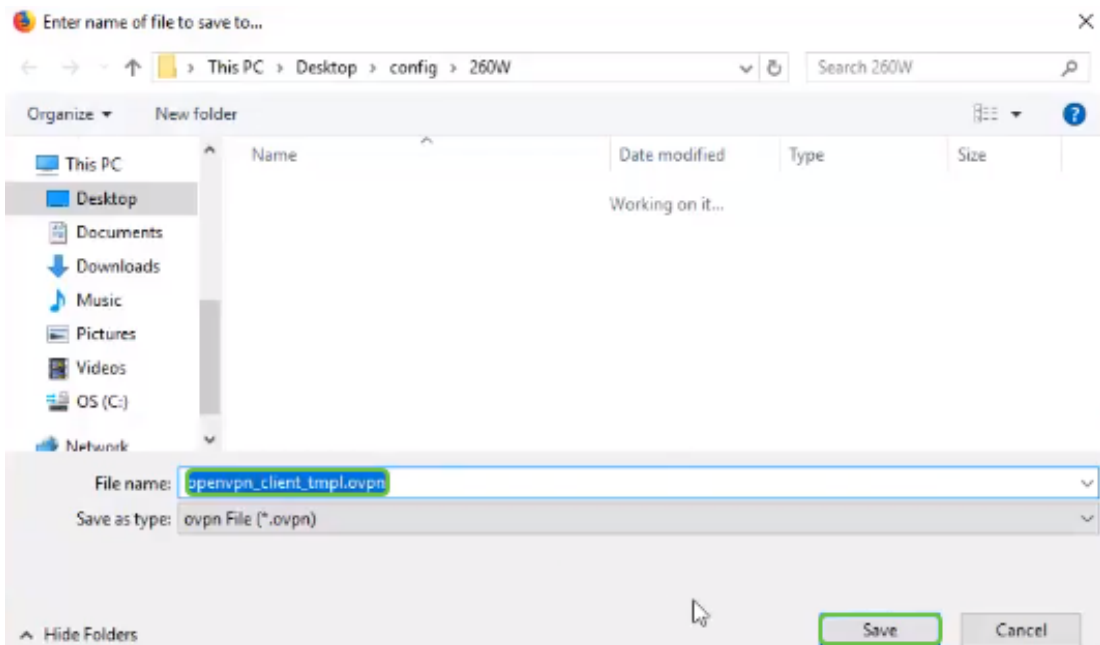 Enter name of file to save to...
This PC > Desktop > config > 260W
Search 260W
Organize
New folder
Name
Date modified
Type
Size
Working on it...
This PC
Desktop
Documents
Downloads
Music
Pictures
Videos
OS (C:)
Network
File name: openvpn_client_tmpl.ovpn
Save as type: ovpn File (*.ovpn)
Hide Folders
Save
Cancel